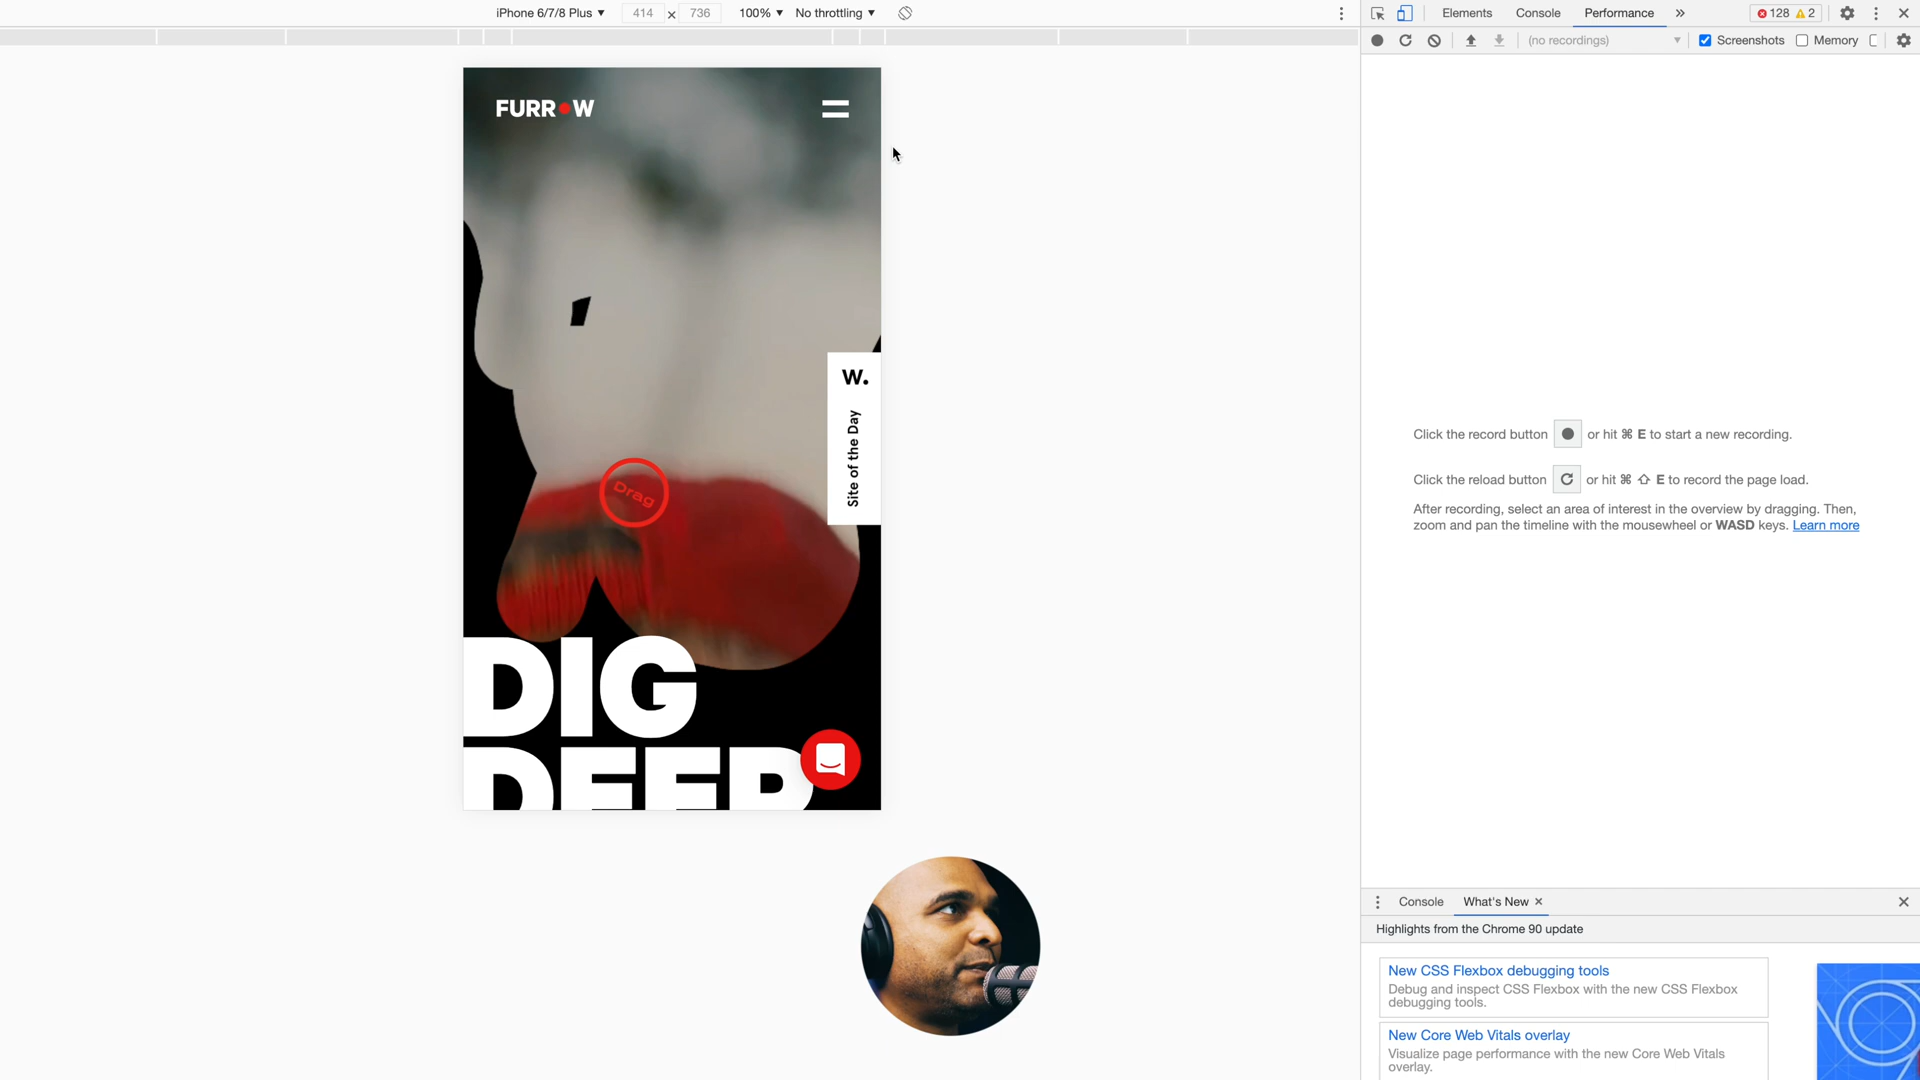 iPhone 6/7/8 Plus ▼ 414 × 736 100% ▼ No throttling ▼
Elements Console Performance » 128 2
(no recordings) ▼ Screenshots Memory
FURR●W
W.
Site of the Day
Drag
DIG
DEEP
Click the record button or hit ⌘ E to start a new recording.
Click the reload button or hit ⌘ ⇧ E to record the page load.
After recording, select an area of interest in the overview by dragging. Then,
zoom and pan the timeline with the mousewheel or WASD keys. Learn more
Console What's New ×
Highlights from the Chrome 90 update
New CSS Flexbox debugging tools
Debug and inspect CSS Flexbox with the new CSS Flexbox
debugging tools.
New Core Web Vitals overlay
Visualize page performance with the new Core Web Vitals
overlay.